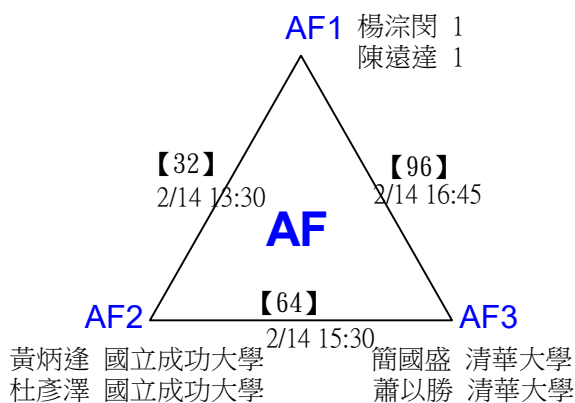 AF1 楊淙閔 1
陳遠達 1
【32】
2/14 13:30
【96】
2/14 16:45
AF
【64】
2/14 15:30
AF2
AF3
黃炳逢 國立成功大學
杜彥澤 國立成功大學
簡國盛 清華大學
蕭以勝 清華大學